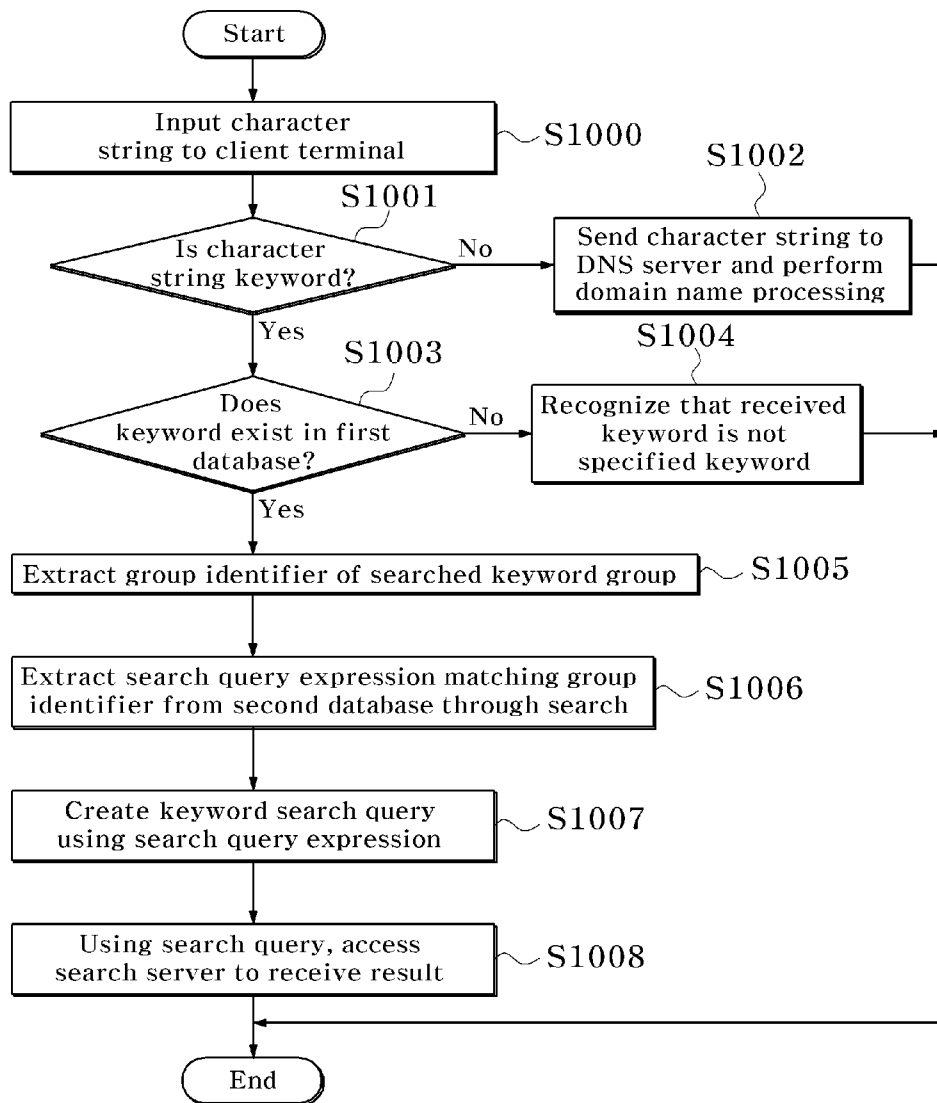 Start
Input character
string to client terminal
S1000
S1001
Is character
string keyword?
No
S1002
Send character string to
DNS server and perform
domain name processing
Yes
S1003
Does
keyword exist in first
database?
No
S1004
Recognize that received
keyword is not
specified keyword
Yes
Extract group identifier of searched keyword group
S1005
Extract search query expression matching group
identifier from second database through search
S1006
Create keyword search query
using search query expression
S1007
Using search query, access
search server to receive result
S1008
End